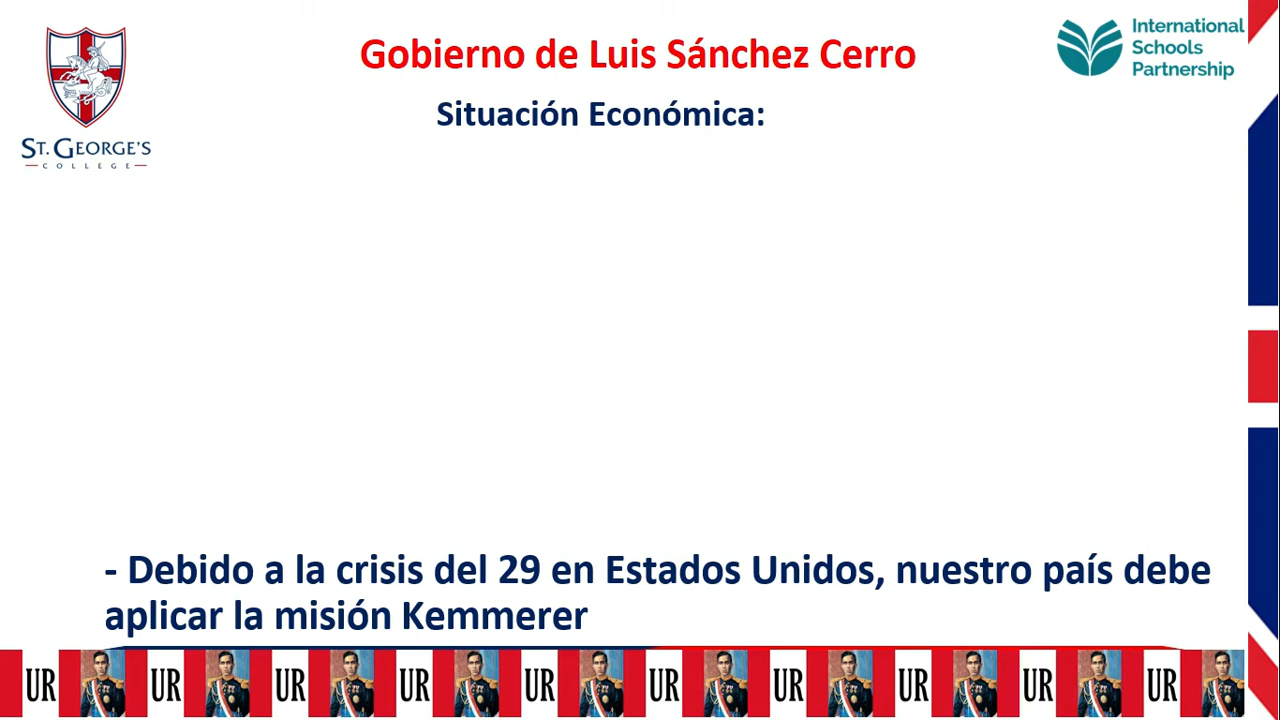 Gobierno de Luis Sánchez Cerro
International
Schools
Partnership
Situación Económica:
ST. GEORGE'S
COLLEGE
- Debido a la crisis del 29 en Estados Unidos, nuestro país debe
aplicar la misión Kemmerer
UR UR UR UR UR UR UR UR UR UR